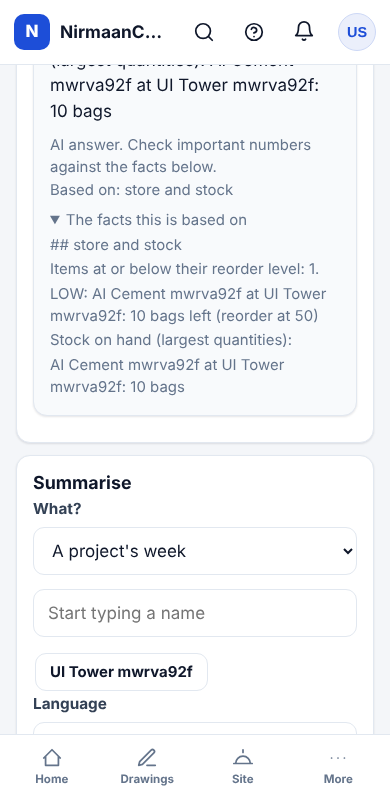 N NirmaanC... US
mwrva92f at UI Tower mwrva92f:
10 bags
AI answer. Check important numbers
against the facts below.
Based on: store and stock
▼ The facts this is based on
## store and stock
Items at or below their reorder level: 1.
LOW: AI Cement mwrva92f at UI Tower
mwrva92f: 10 bags left (reorder at 50)
Stock on hand (largest quantities):
AI Cement mwrva92f at UI Tower
mwrva92f: 10 bags
Summarise
What?
A project's week
Start typing a name
UI Tower mwrva92f
Language
Home Drawings Site More